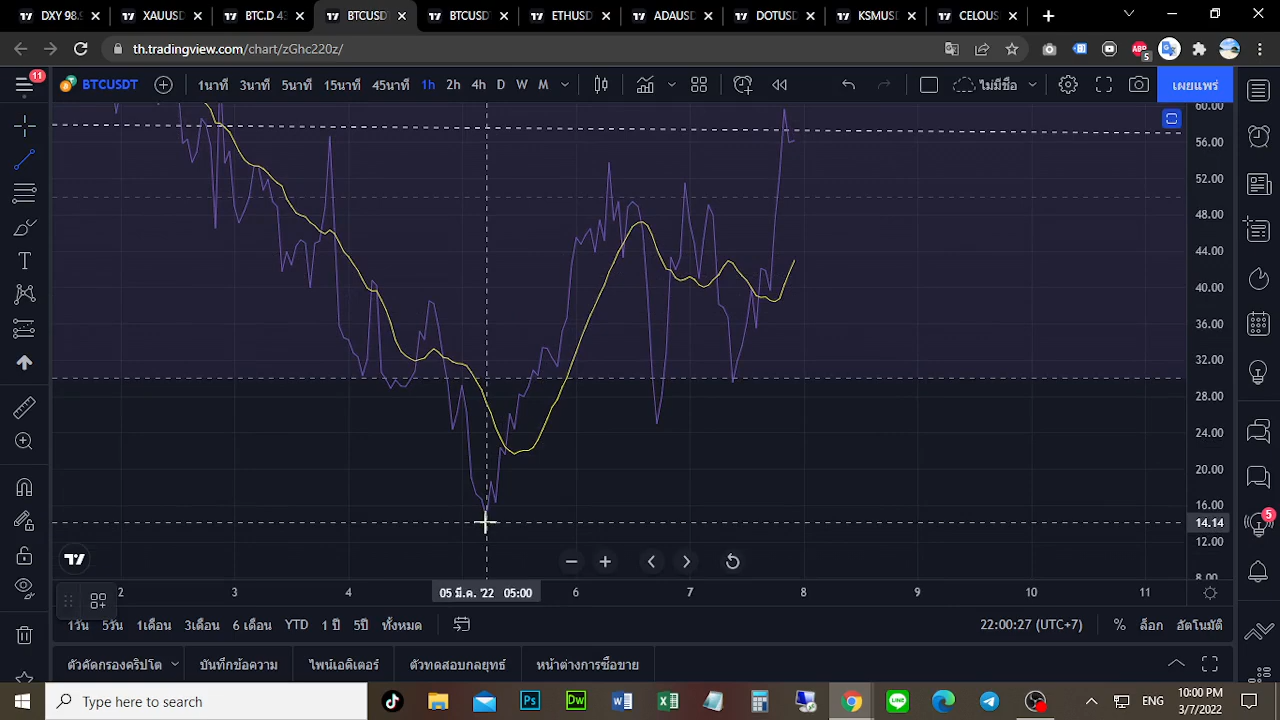 DXY 98.9
XAUUSD
BTC.D 43
BTCUSD
BTCUSDT
ETHUSD
ADAUSD
DOTUSD
KSMUSD
CELOUS
th.tradingview.com/chart/zGhc220z/
ABP
5
11
BTCUSDT
1นาที 3นาที 5นาที 15นาที 45นาที 1h 2h 4h D W M
ไม่มีชื่อ
เผยแพร่
60.00
56.00
52.00
48.00
44.00
40.00
36.00
32.00
28.00
24.00
20.00
16.00
14.14
12.00
8.00
5
2 3 4 05 มี.ค. '22 05:00 6 7 8 9 10 11
1วัน 5วัน 1เดือน 3เดือน 6 เดือน YTD 1 ปี 5ปี ทั้งหมด
22:00:27 (UTC+7) % ล็อก อัตโนมัติ
ตัวคัดกรองคริปโต บันทึกข้อความ ไพน์เอดิเตอร์ ตัวทดสอบกลยุทธ์ หน้าต่างการซื้อขาย
Type here to search
ENG
10:00 PM
3/7/2022